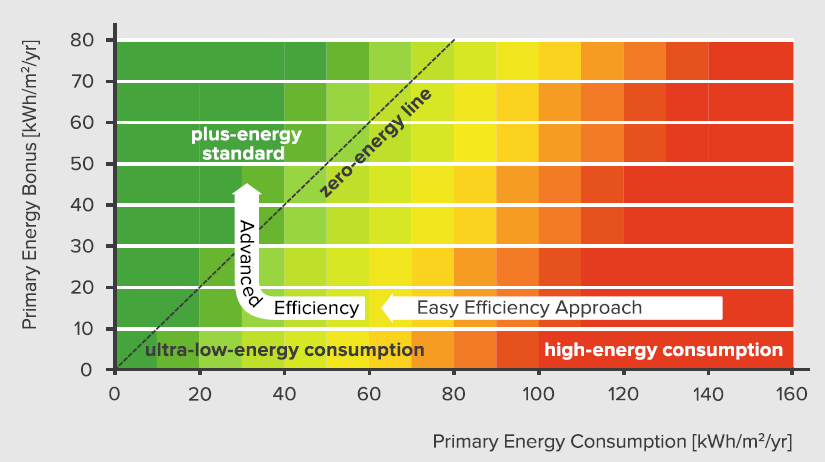 Primary Energy Bonus [kWh/m²/yr]
80
70
60
50
40
30
20
10
0
plus-energy
standard
zero-energy line
Advanced Efficiency
Easy Efficiency Approach
ultra-low-energy consumption
high-energy consumption
0 20 40 60 80 100 120 140 160
Primary Energy Consumption [kWh/m²/yr]